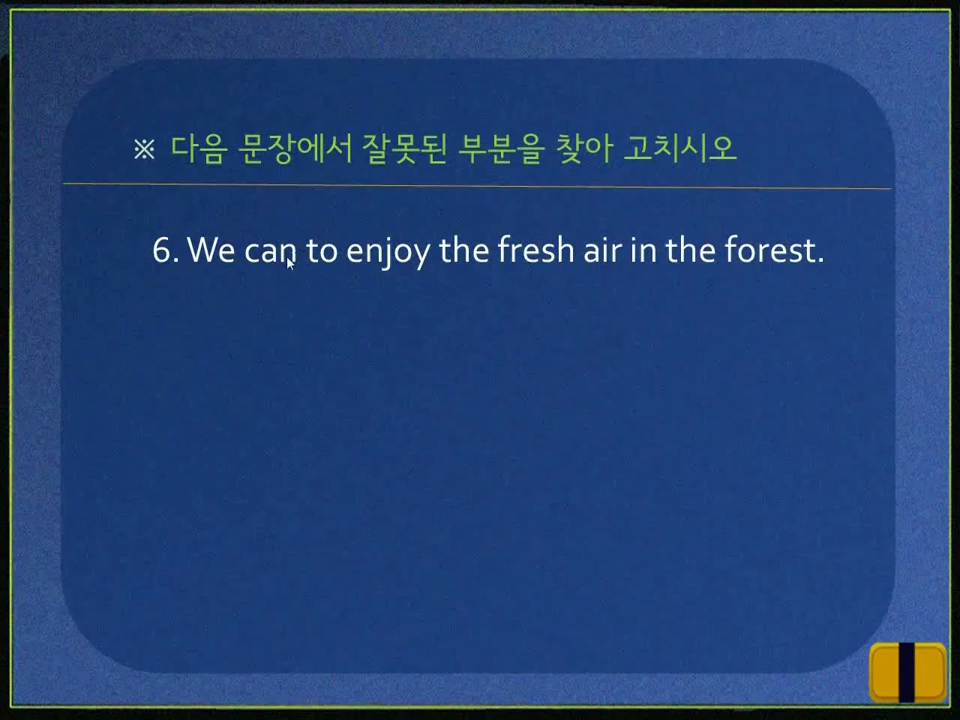 ※ 다음 문장에서 잘못된 부분을 찾아 고치시오
6. We can to enjoy the fresh air in the forest.